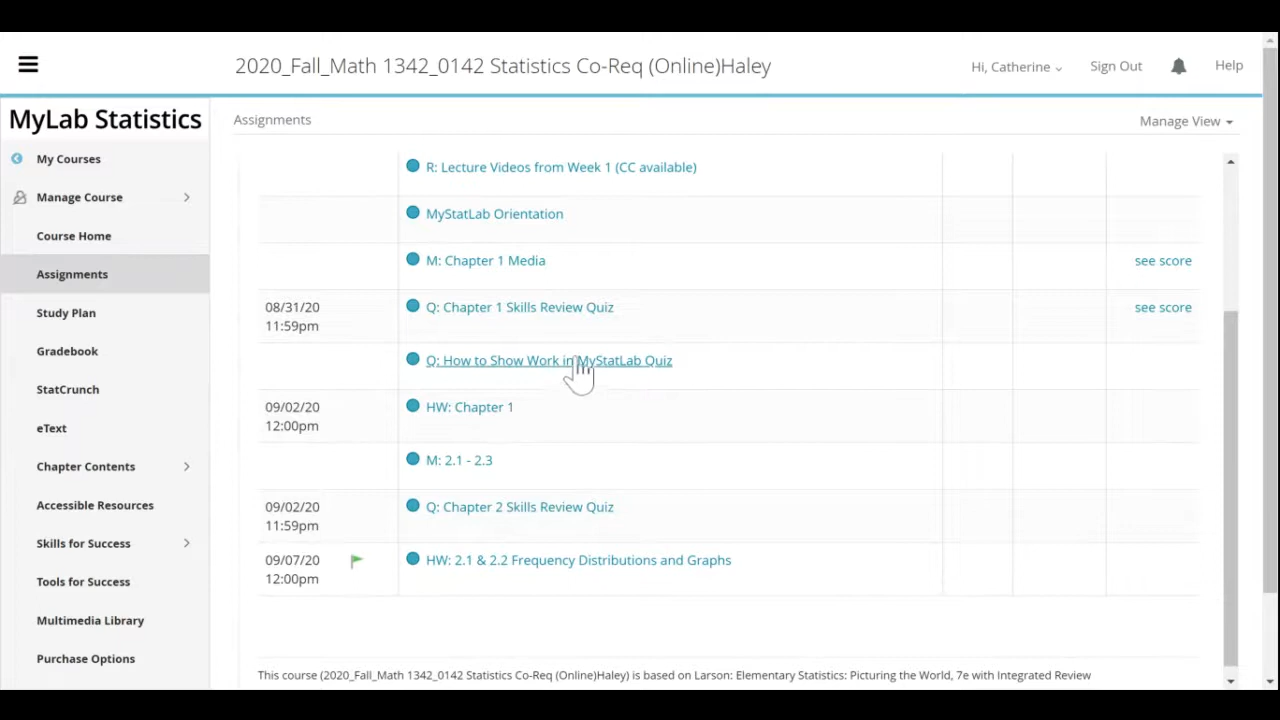 2020_Fall_Math 1342_0142 Statistics Co-Req (Online)Haley
Hi, Catherine
Sign Out
Help
MyLab Statistics
My Courses
Manage Course
Course Home
Assignments
Study Plan
Gradebook
StatCrunch
eText
Chapter Contents
Accessible Resources
Skills for Success
Tools for Success
Multimedia Library
Purchase Options
Assignments
Manage View
R: Lecture Videos from Week 1 (CC available)
MyStatLab Orientation
M: Chapter 1 Media
see score
08/31/20
11:59pm
Q: Chapter 1 Skills Review Quiz
see score
Q: How to Show Work in MyStatLab Quiz
09/02/20
12:00pm
HW: Chapter 1
M: 2.1 - 2.3
09/02/20
11:59pm
Q: Chapter 2 Skills Review Quiz
09/07/20
12:00pm
HW: 2.1 & 2.2 Frequency Distributions and Graphs
This course (2020_Fall_Math 1342_0142 Statistics Co-Req (Online)Haley) is based on Larson: Elementary Statistics: Picturing the World, 7e with Integrated Review